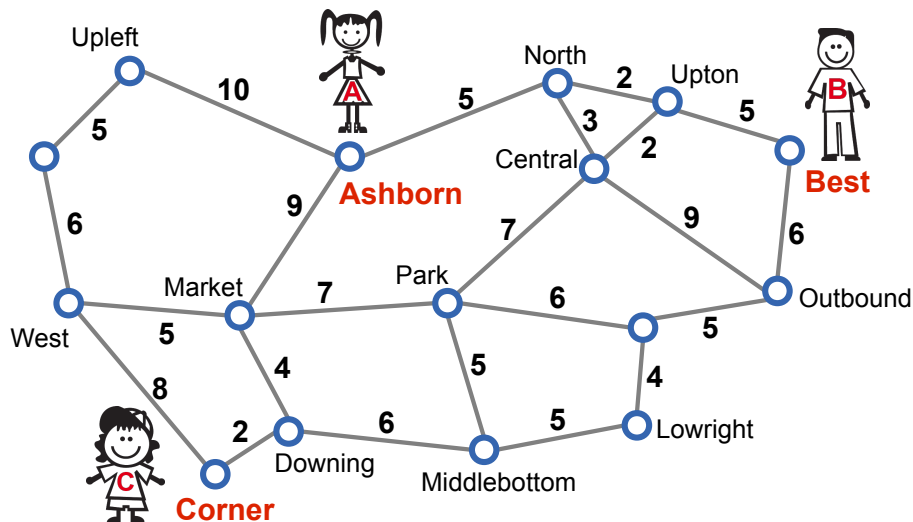 Upleft
A
North
Upton
B
10
5
2
5
5
3
2
Central
Ashborn
Best
9
6
7
9
6
Market
7
Park
6
Outbound
West
5
5
8
4
5
4
2
6
5
Lowright
Downing
Middlebottom
C
Corner